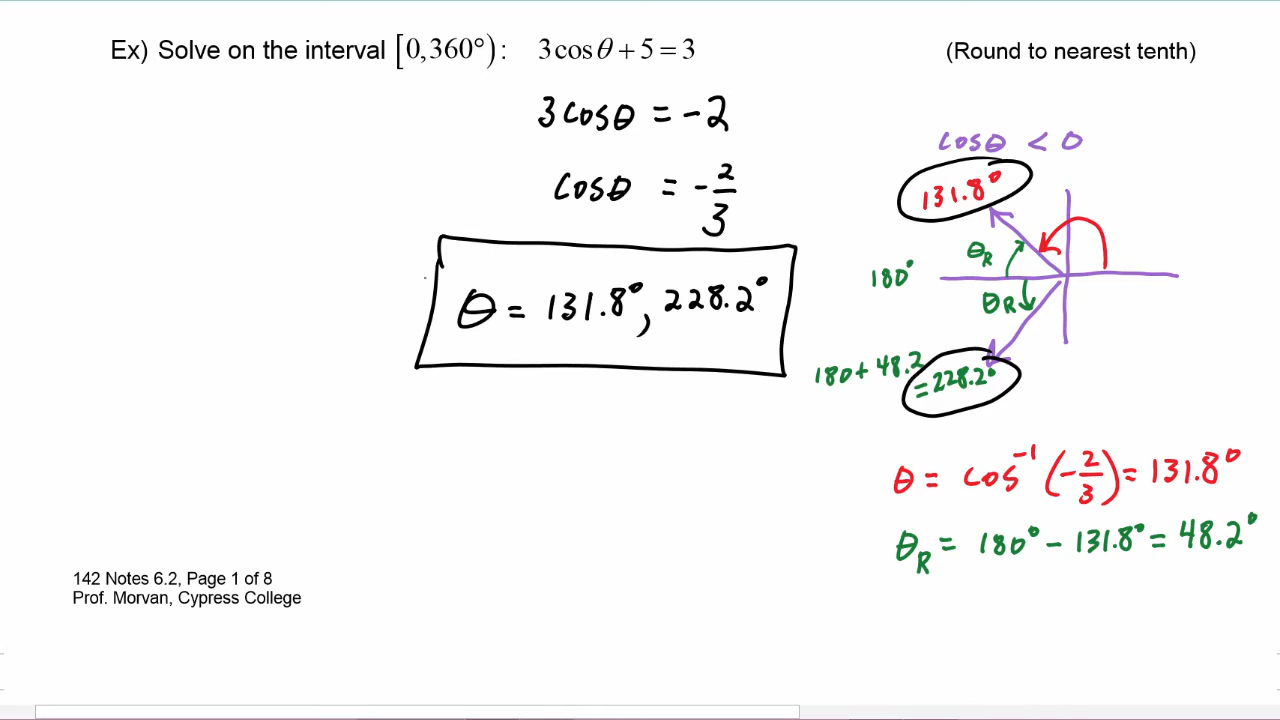 Ex) Solve on the interval [0,360°): 3cosθ+5=3 (Round to nearest tenth)
3cosθ = -2
cosθ < 0
131.8°
cosθ = -2/3
θR
180°
θR
θ = 131.8°, 228.2°
180+48.2
=228.2°
θ = cos⁻¹(-2/3) = 131.8°
θR = 180° - 131.8° = 48.2°
142 Notes 6.2, Page 1 of 8
Prof. Morvan, Cypress College